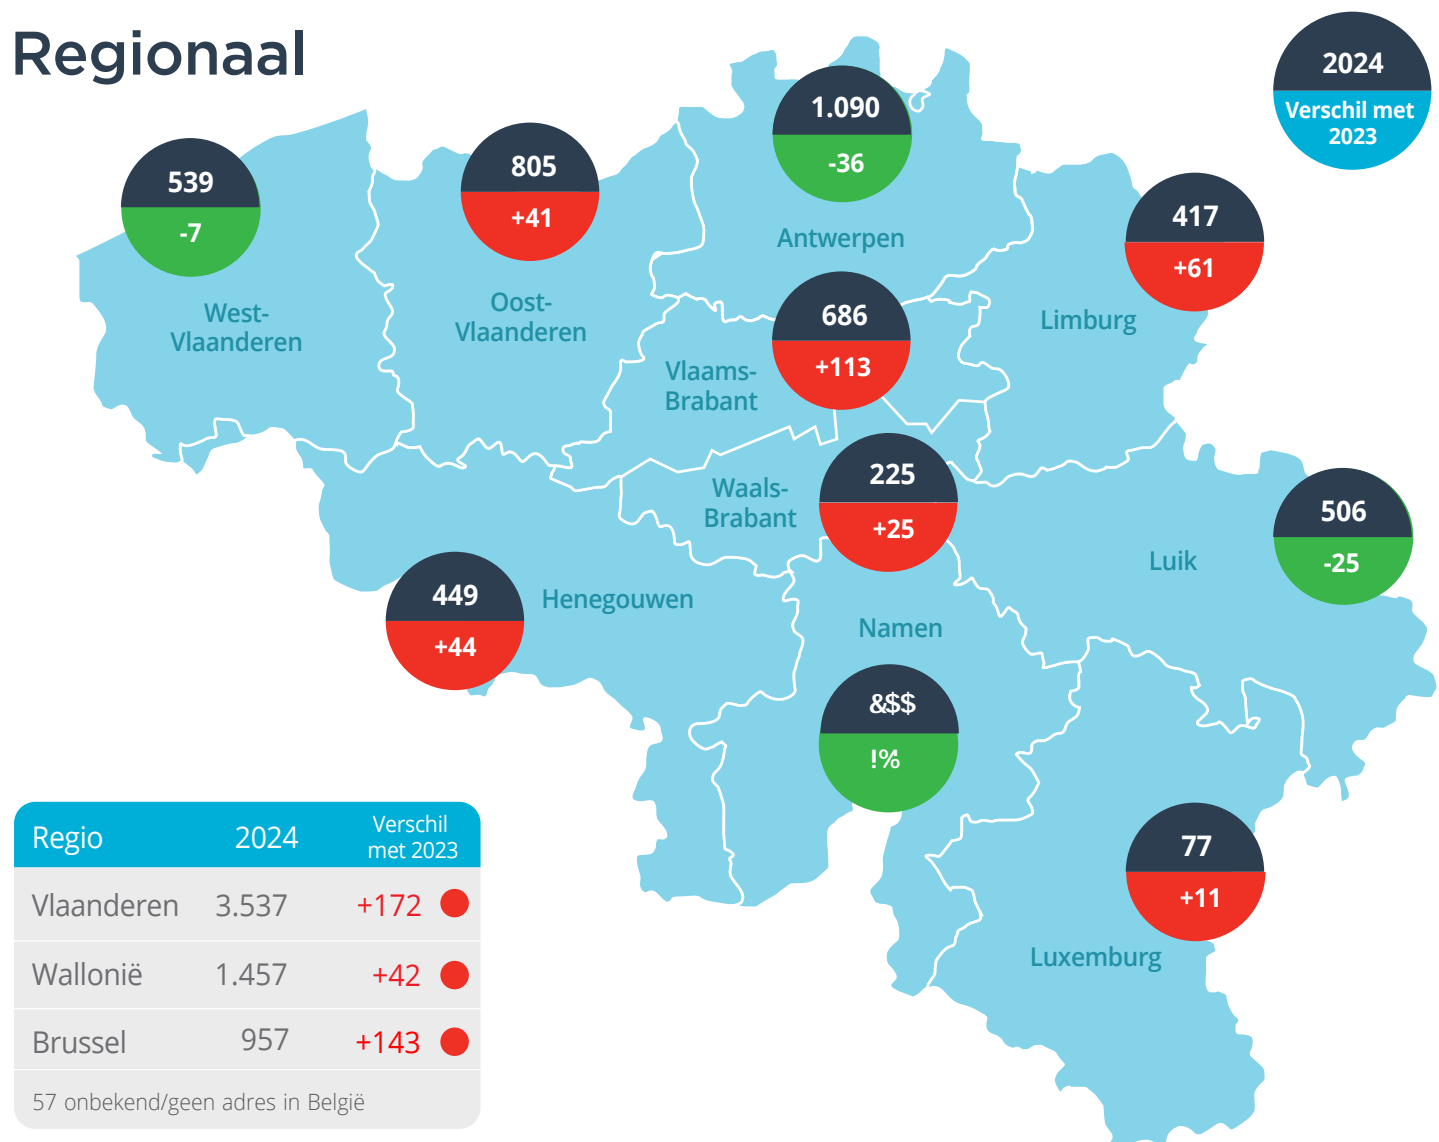 Regionaal
2024
Verschil met
2023
539
-7
West-
Vlaanderen
805
+41
Oost-
Vlaanderen
1.090
-36
Antwerpen
417
+61
Limburg
686
+113
Vlaams-
Brabant
225
+25
Waals-
Brabant
506
-25
Luik
449
+44
Henegouwen
Namen
&$$
!%
77
+11
Luxemburg
Regio 2024 Verschil
met 2023
Vlaanderen 3.537 +172
Wallonië 1.457 +42
Brussel 957 +143
57 onbekend/geen adres in België